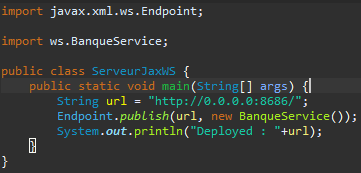 import javax.xml.ws.Endpoint;
import ws.BanqueService;
public class ServeurJaxWS {
public static void main(String[] args) {
String url = "http://0.0.0.0:8686/";
Endpoint.publish(url, new BanqueService());
System.out.println("Deployed : "+url);
}
}